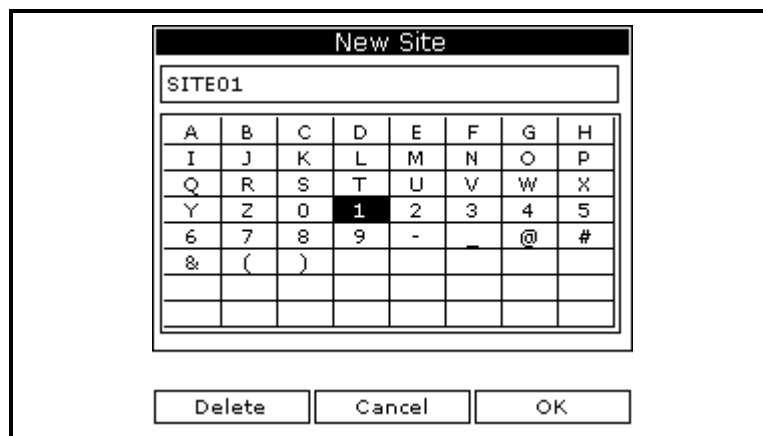 New Site
SITE01
A B C D E F G H
I J K L M N O P
Q R S T U V W X
Y Z 0 1 2 3 4 5
6 7 8 9 - _ @ #
& ( )
Delete Cancel OK